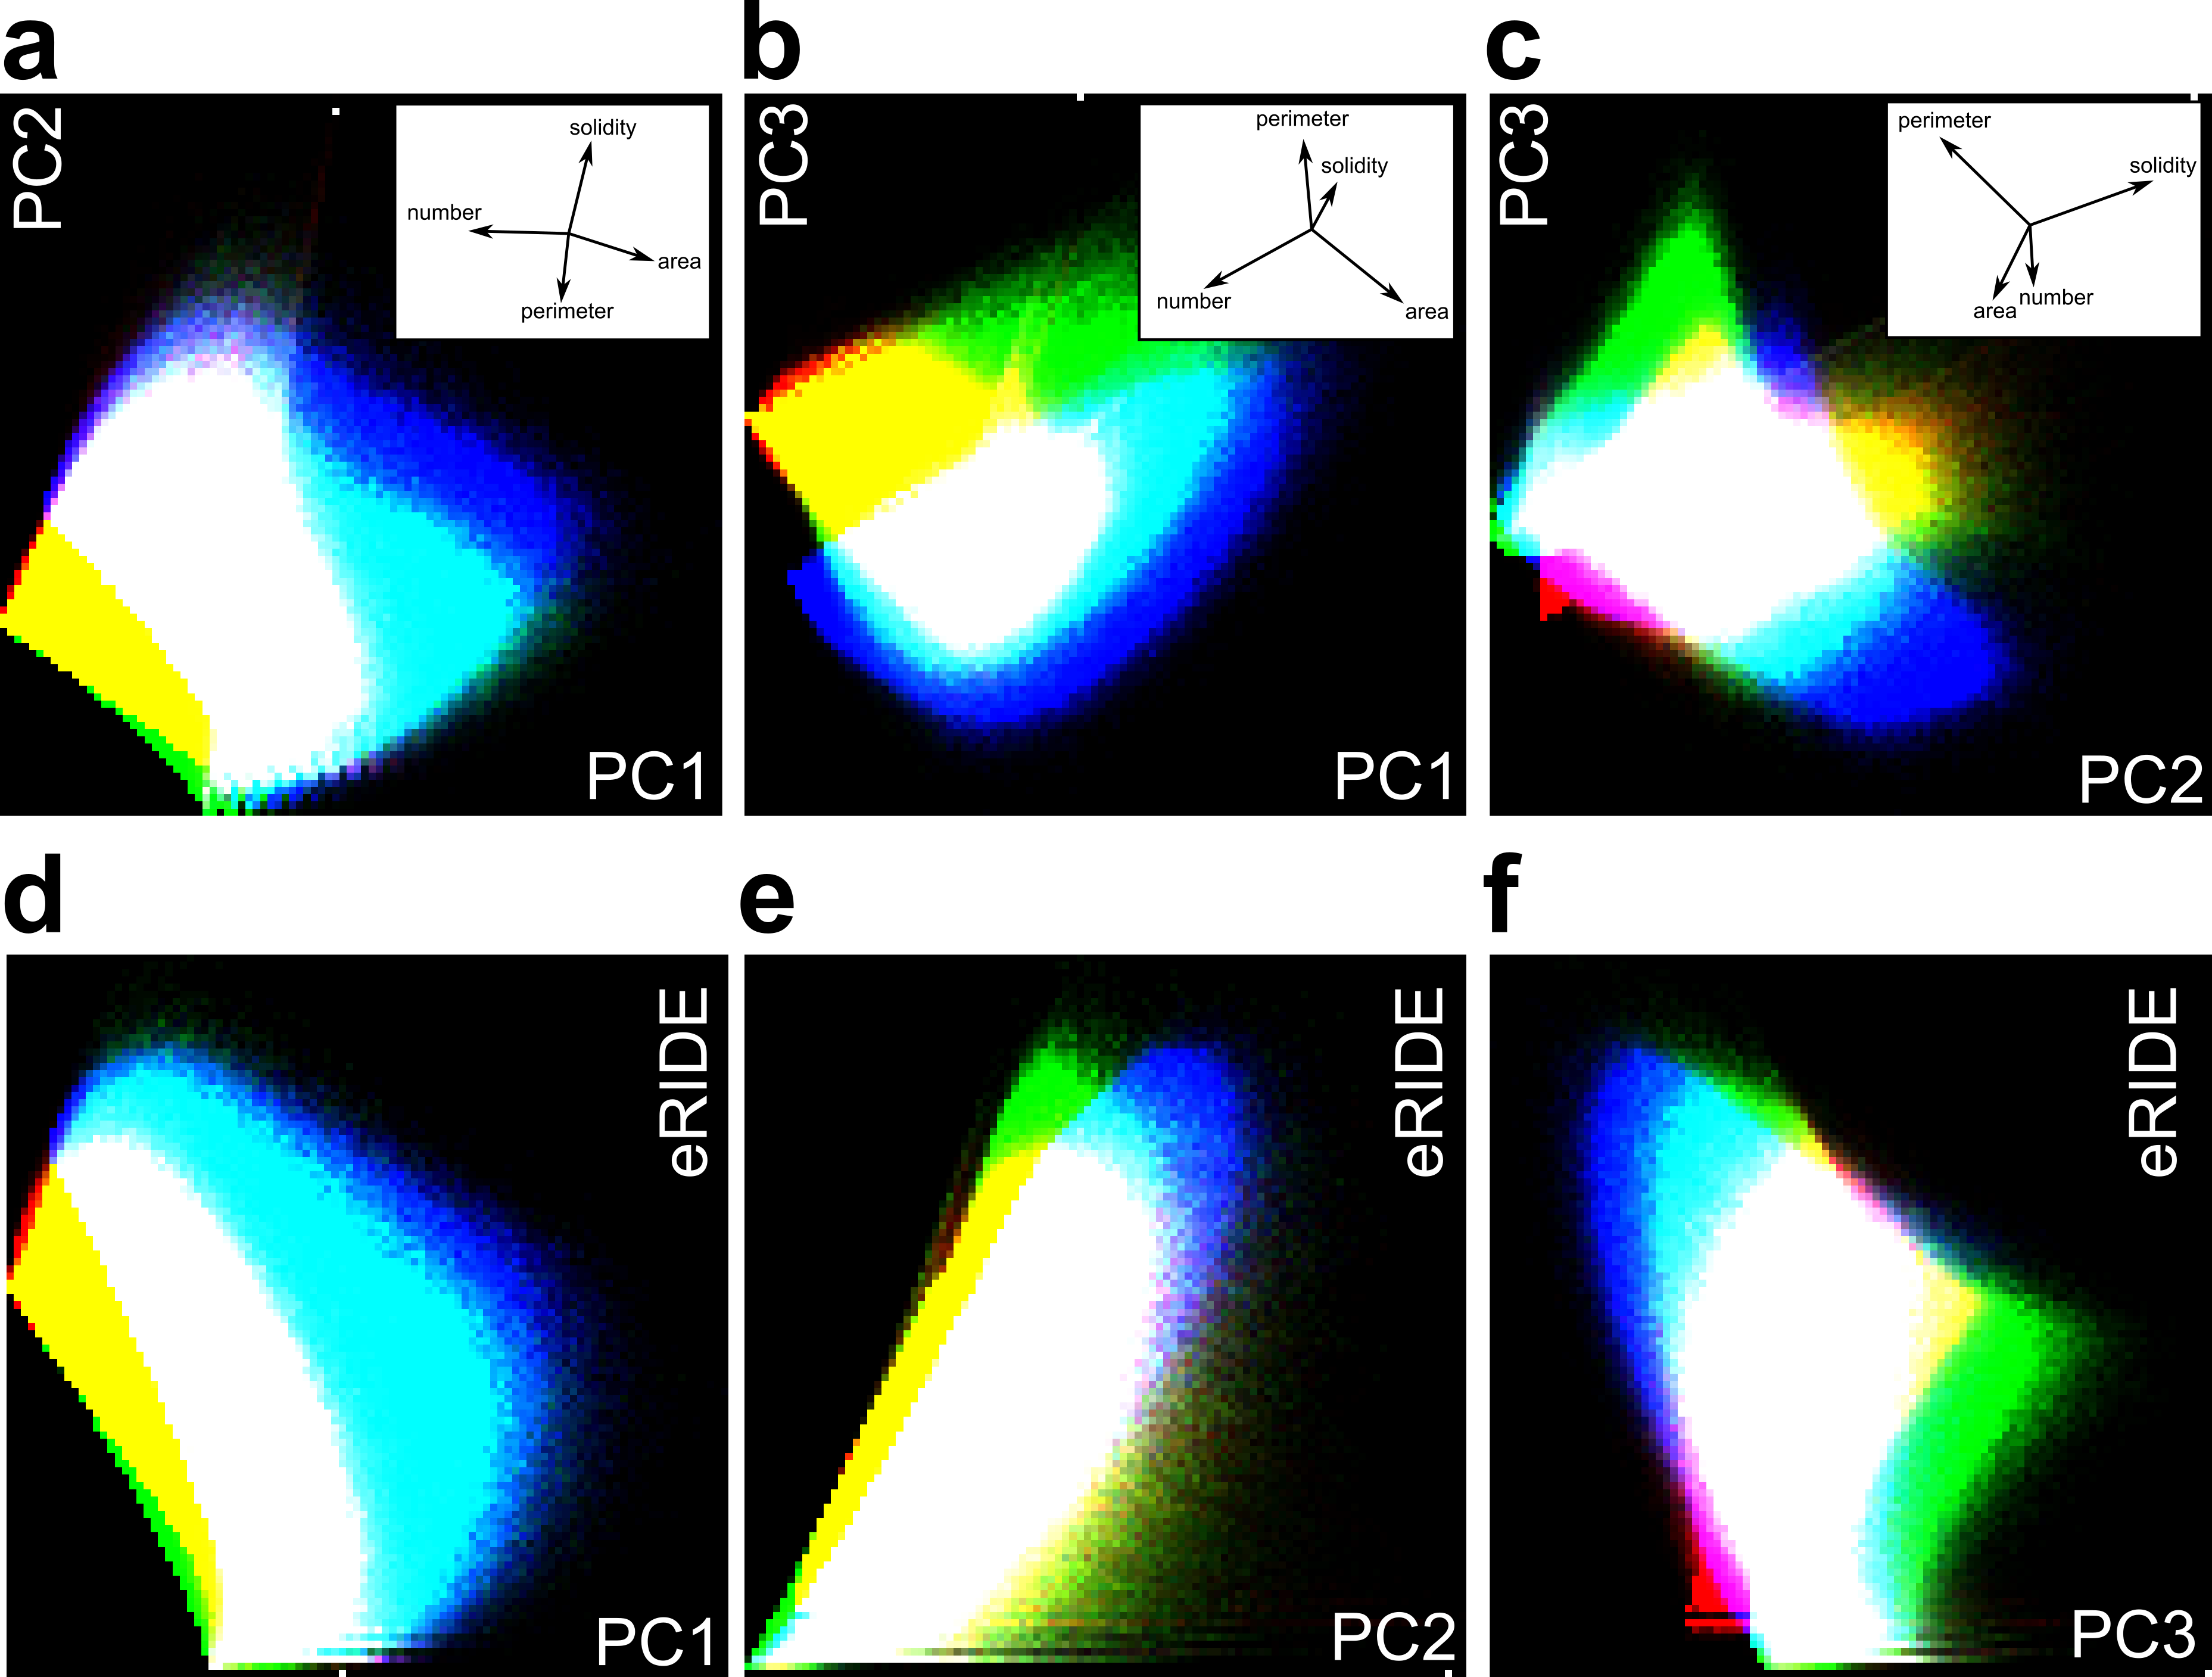 a
b
c
PC2
solidity
number
area
perimeter
PC1
PC3
perimeter
solidity
number
area
PC1
PC3
perimeter
solidity
area
number
PC2
d
e
f
eRIDE
PC1
eRIDE
PC2
eRIDE
PC3